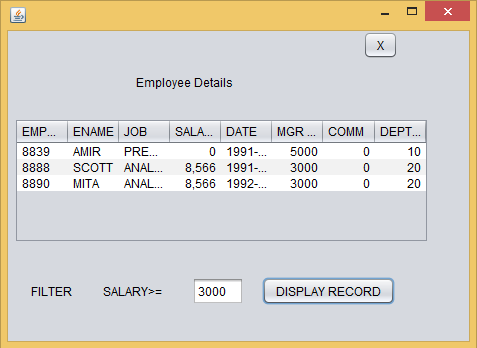 X
Employee Details
EMP... ENAME JOB SALA... DATE MGR ... COMM DEPT...
8839 AMIR PRE... 0 1991-... 5000 0 10
8888 SCOTT ANAL... 8,566 1991-... 3000 0 20
8890 MITA ANAL... 8,566 1992-... 3000 0 20
FILTER SALARY>= 3000 DISPLAY RECORD